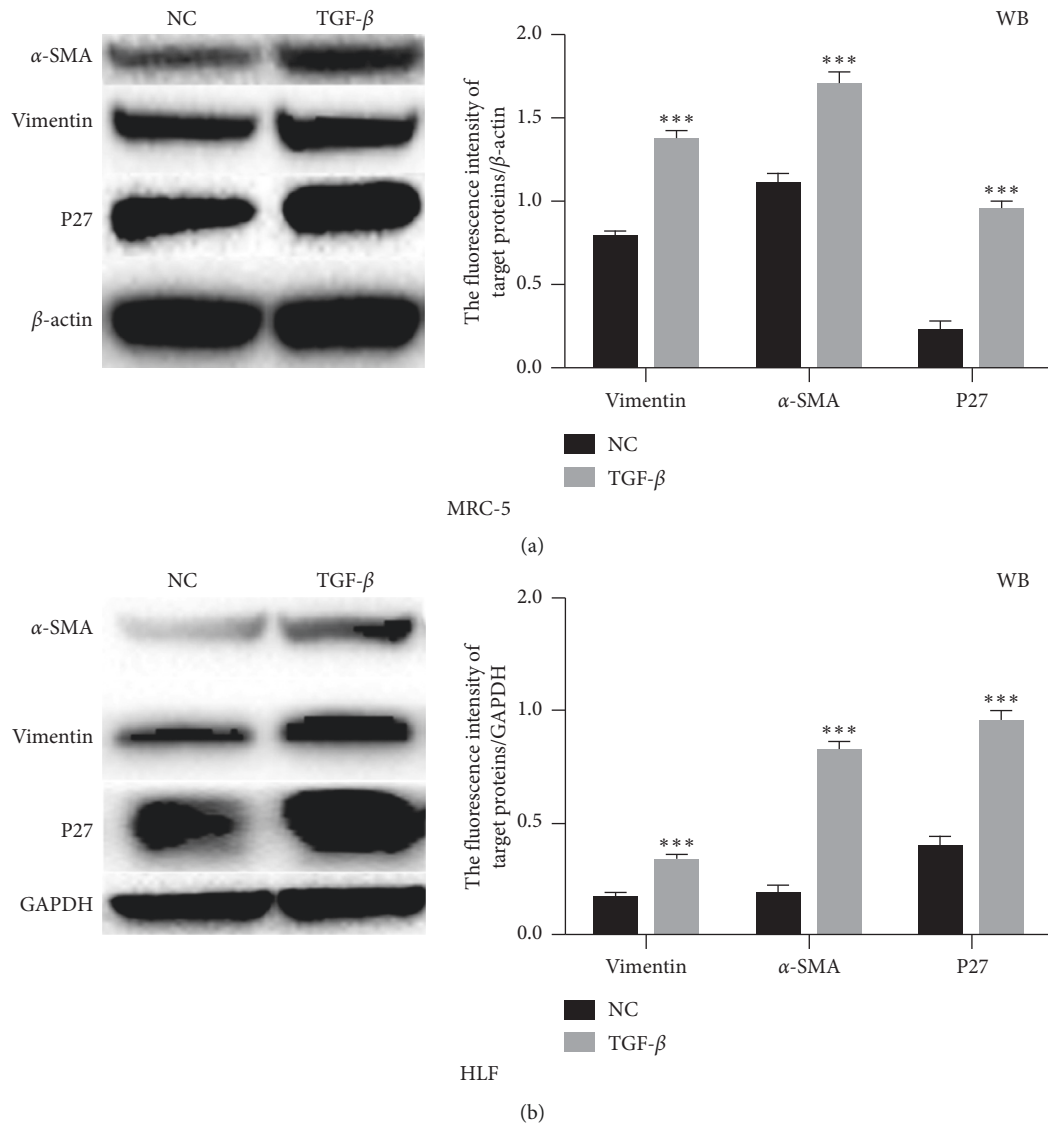 NC TGF-β
α-SMA
Vimentin
P27
β-actin
WB
The fluorescence intensity of
target proteins/β-actin
2.0
1.5
1.0
0.5
0.0
***
***
***
Vimentin α-SMA P27
NC
TGF-β
MRC-5
(a)
NC TGF-β
α-SMA
Vimentin
P27
GAPDH
WB
The fluorescence intensity of
target proteins/GAPDH
2.0
1.0
0.5
0.0
***
***
***
Vimentin α-SMA P27
NC
TGF-β
HLF
(b)